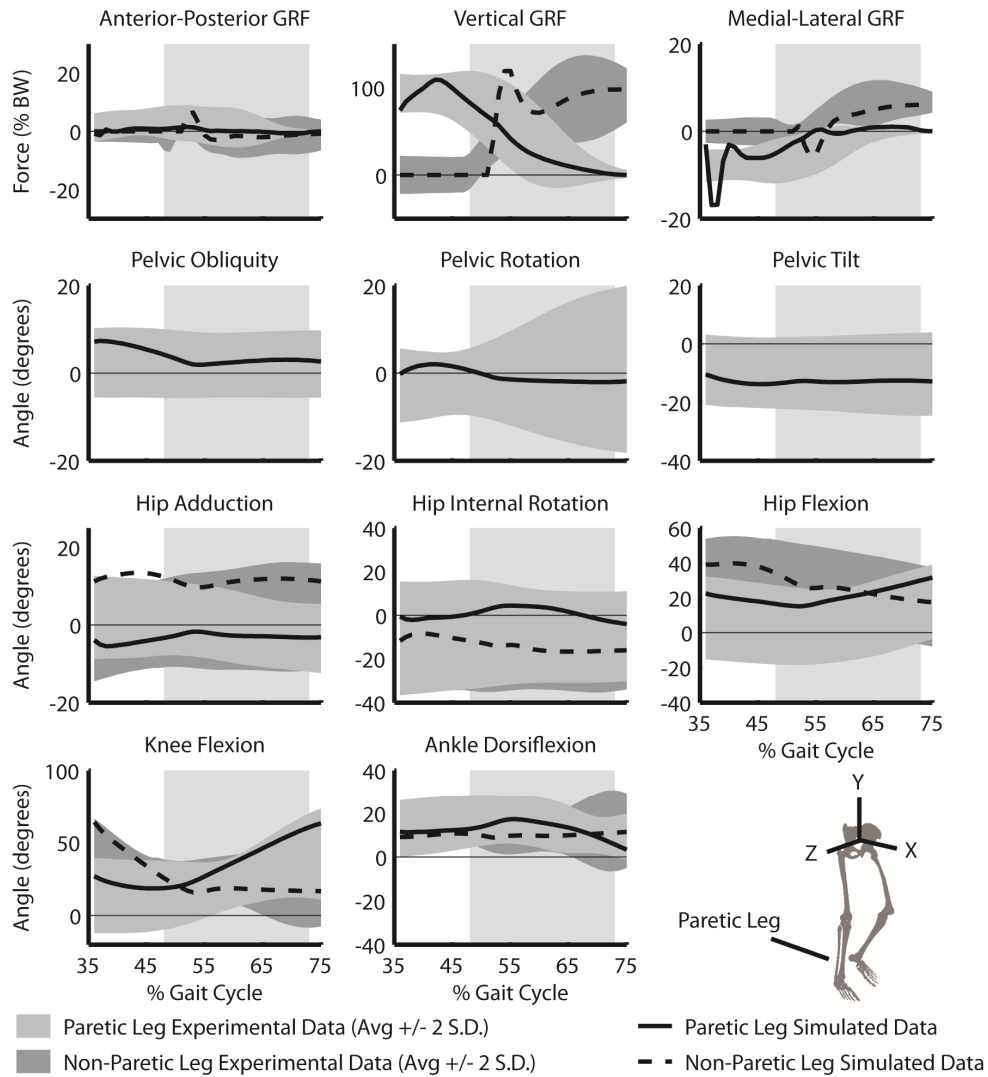 Anterior-Posterior GRF Vertical GRF Medial-Lateral GRF
Force (% BW)
20
0
-20
100
0
20
0
-20
Pelvic Obliquity Pelvic Rotation Pelvic Tilt
Angle (degrees)
20
0
-20
20
0
-20
0
-20
-40
Hip Adduction Hip Internal Rotation Hip Flexion
Angle (degrees)
20
0
-20
40
20
0
-20
-40
60
40
20
0
-20
-40
35 45 55 65 75
% Gait Cycle
Knee Flexion Ankle Dorsiflexion
Angle (degrees)
100
50
0
35 45 55 65 75
% Gait Cycle
40
20
0
-20
-40
35 45 55 65 75
% Gait Cycle
Y
Z X
Paretic Leg
Paretic Leg Experimental Data (Avg +/- 2 S.D.) Paretic Leg Simulated Data
Non-Paretic Leg Experimental Data (Avg +/- 2 S.D.) Non-Paretic Leg Simulated Data